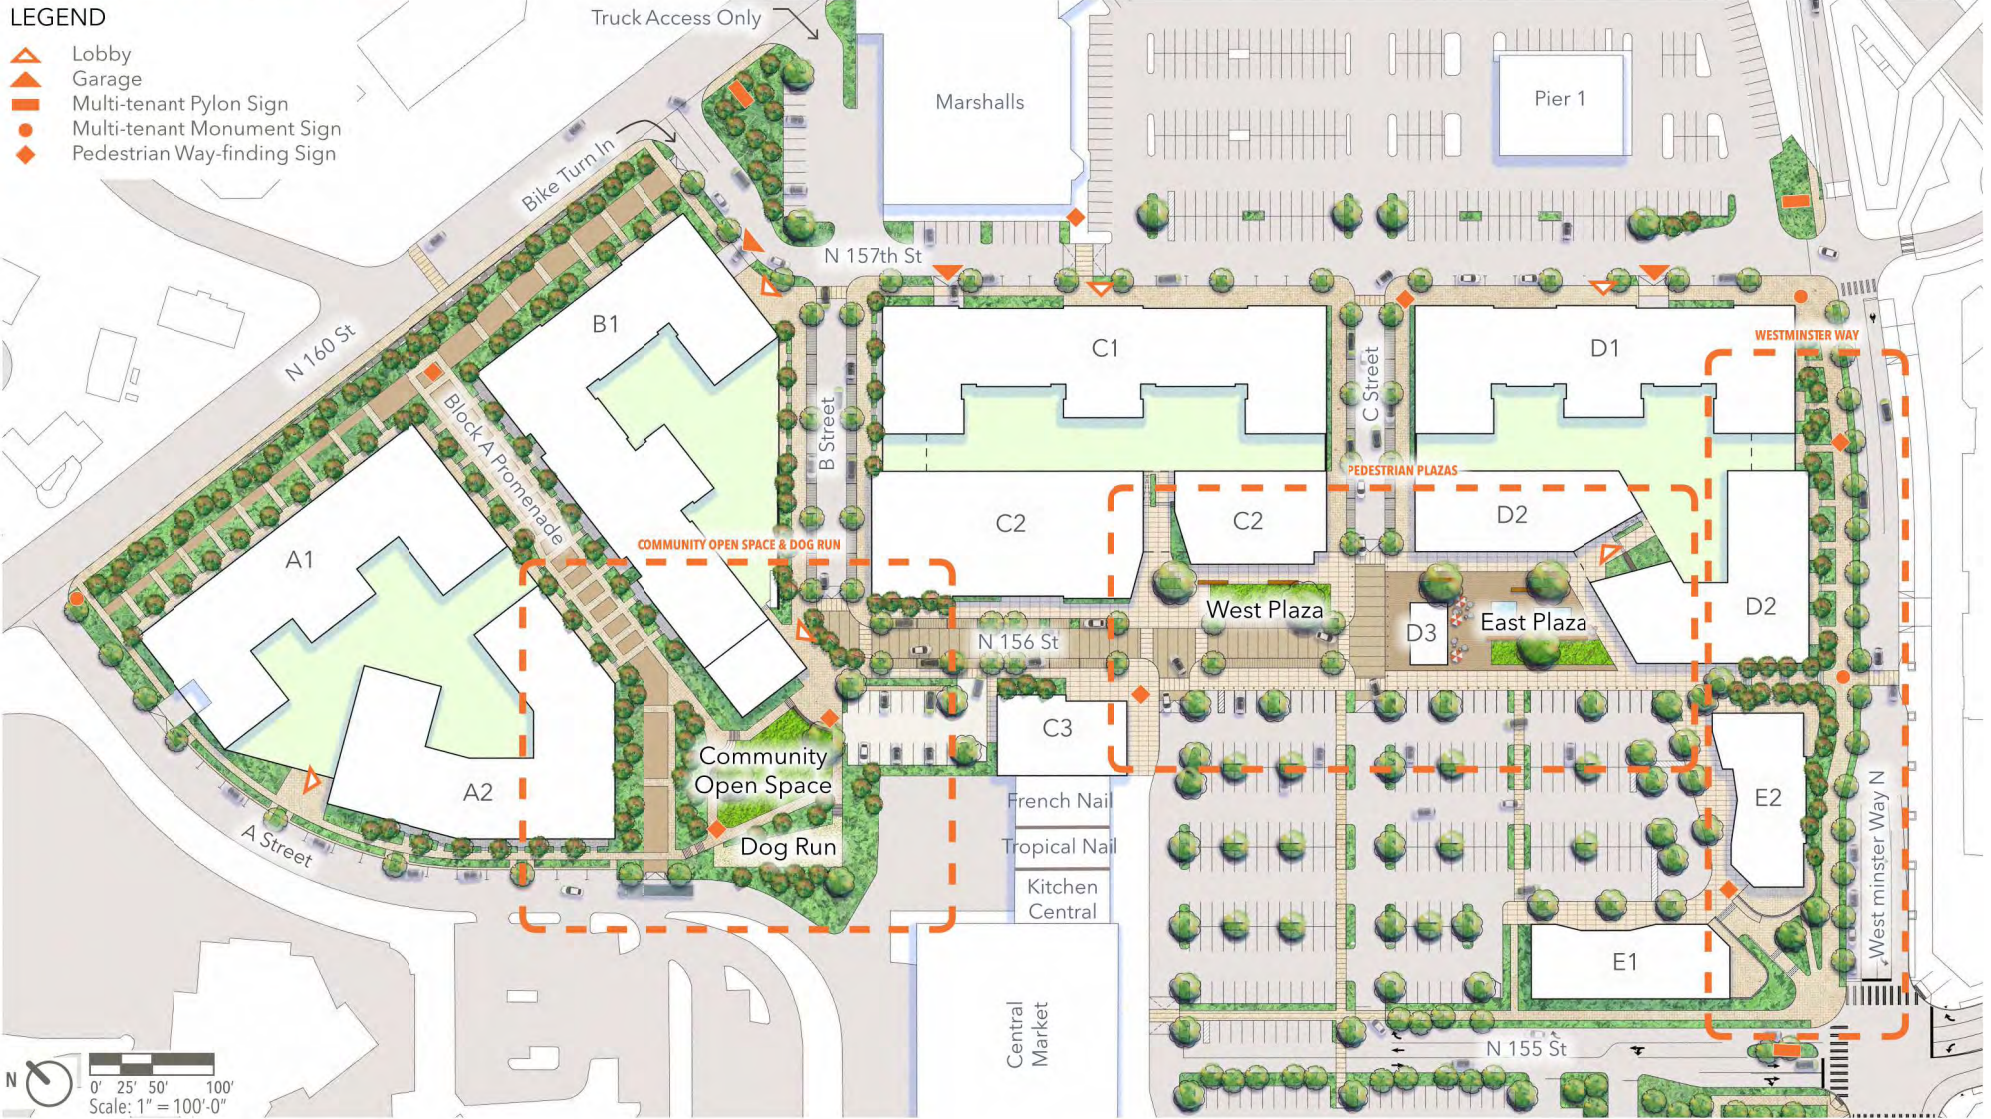 LEGEND
Lobby
Garage
Multi-tenant Pylon Sign
Multi-tenant Monument Sign
Pedestrian Way-finding Sign
Truck Access Only
Bike Turn In
Marshalls
Pier 1
N 157th St
N 160 St
B1
Block A Promenade
B Street
C1
C Street
D1
WESTMINSTER WAY
PEDESTRIAN PLAZAS
A1
C2
C2
D2
COMMUNITY OPEN SPACE & DOG RUN
West Plaza
East Plaza
D3
D2
N 156 St
C3
Community
Open Space
A2
Dog Run
A Street
French Nail
Tropical Nail
Kitchen
Central
E2
West minster Way N
E1
Central
Market
N 155 St
N
0' 25' 50' 100'
Scale: 1" = 100'-0"